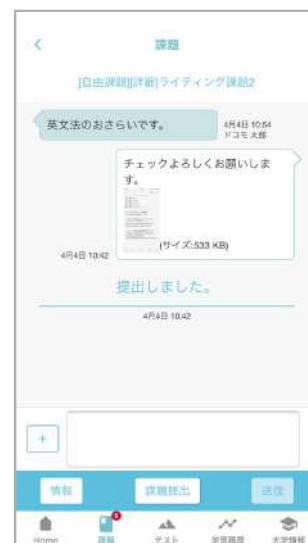 課題
[自由課題][詳細]ライティング課題2
英文法のおさらいです。
4月4日 10:54
ドコモ 太郎
チェックよろしくお願いしま
す。
(サイズ:533 KB)
4月4日 10:42
提出しました。
4月4日 10:42
+
情報
課題提出
送信
Home
課題
テスト
学習履歴
大学情報